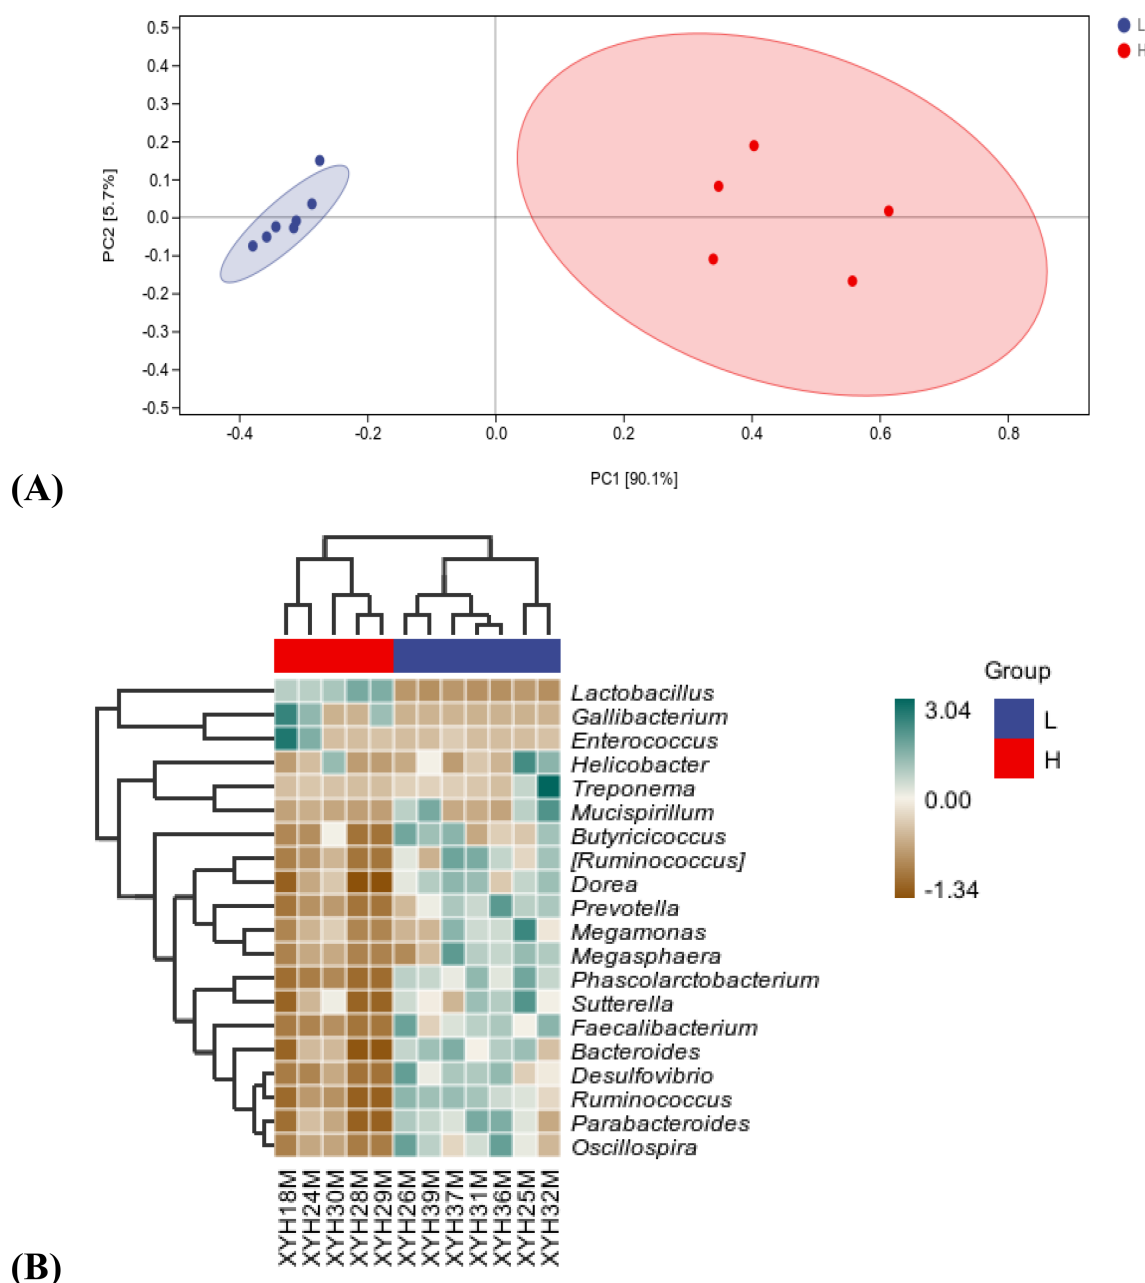 0.5
0.4
0.3
0.2
0.1
0.0
-0.1
-0.2
-0.3
-0.4
-0.5
PC2 [5.7%]
-0.4 -0.2 0.0 0.2 0.4 0.6 0.8
PC1 [90.1%]
L
H
(A)
Lactobacillus
Gallibacterium
Enterococcus
Helicobacter
Treponema
Mucispirillum
Butyricicoccus
[Ruminococcus]
Dorea
Prevotella
Megamonas
Megasphaera
Phascolarctobacterium
Sutterella
Faecalibacterium
Bacteroides
Desulfovibrio
Ruminococcus
Parabacteroides
Oscillospira
XYH18M
XYH24M
XYH30M
XYH28M
XYH29M
XYH26M
XYH39M
XYH37M
XYH31M
XYH36M
XYH25M
XYH32M
3.04
0.00
-1.34
Group
L
H
(B)